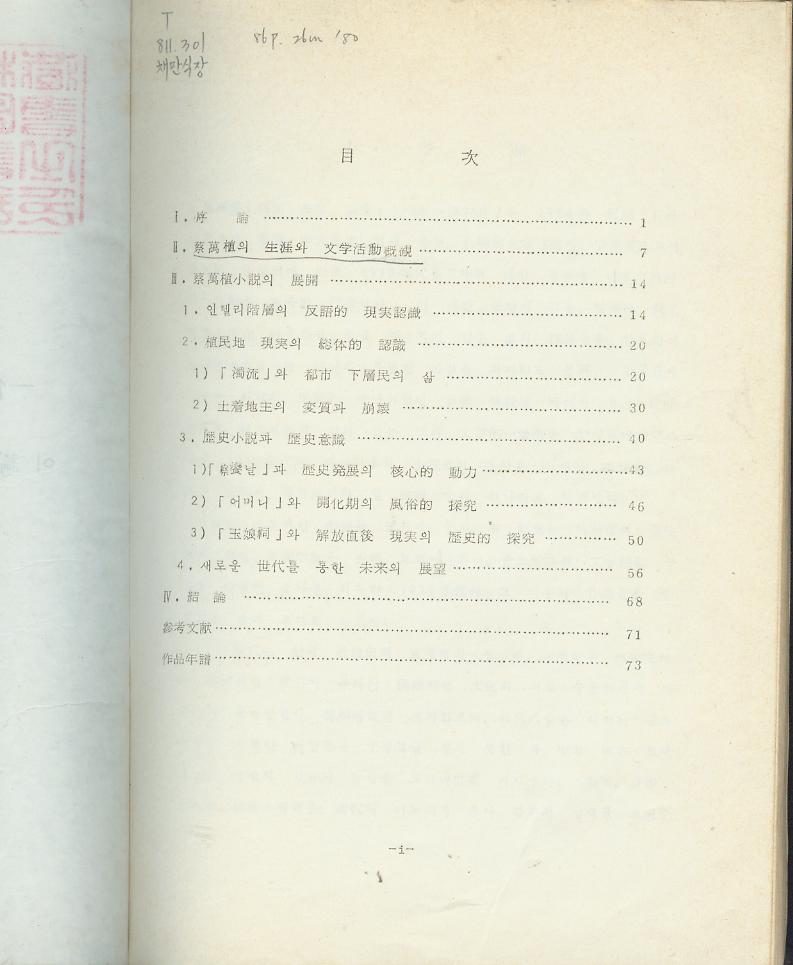 T
811.301 86p. 26cm '80
채만식장
目 次
Ⅰ. 序 論 1
Ⅱ. 蔡萬植의 生涯와 文学活動概観 7
Ⅲ. 蔡萬植小説의 展開 14
1. 인텔리階層의 反語的 現実認識 14
2. 植民地 現実의 総体的 認識 20
1)「濁流」와 都市 下層民의 삶 20
2) 土着地主의 変質과 崩壊 30
3. 歴史小説과 歴史意識 40
1)「祭饗날」과 歴史発展의 核心的 動力 43
2)「어머니」와 開化期의 風俗的 探究 46
3)「玉娘祠」와 解放直後 現実의 歴史的 探究 50
4. 새로운 世代를 통한 未来의 展望 56
Ⅳ. 結 論 68
參考文献 71
作品年譜 73
-i-